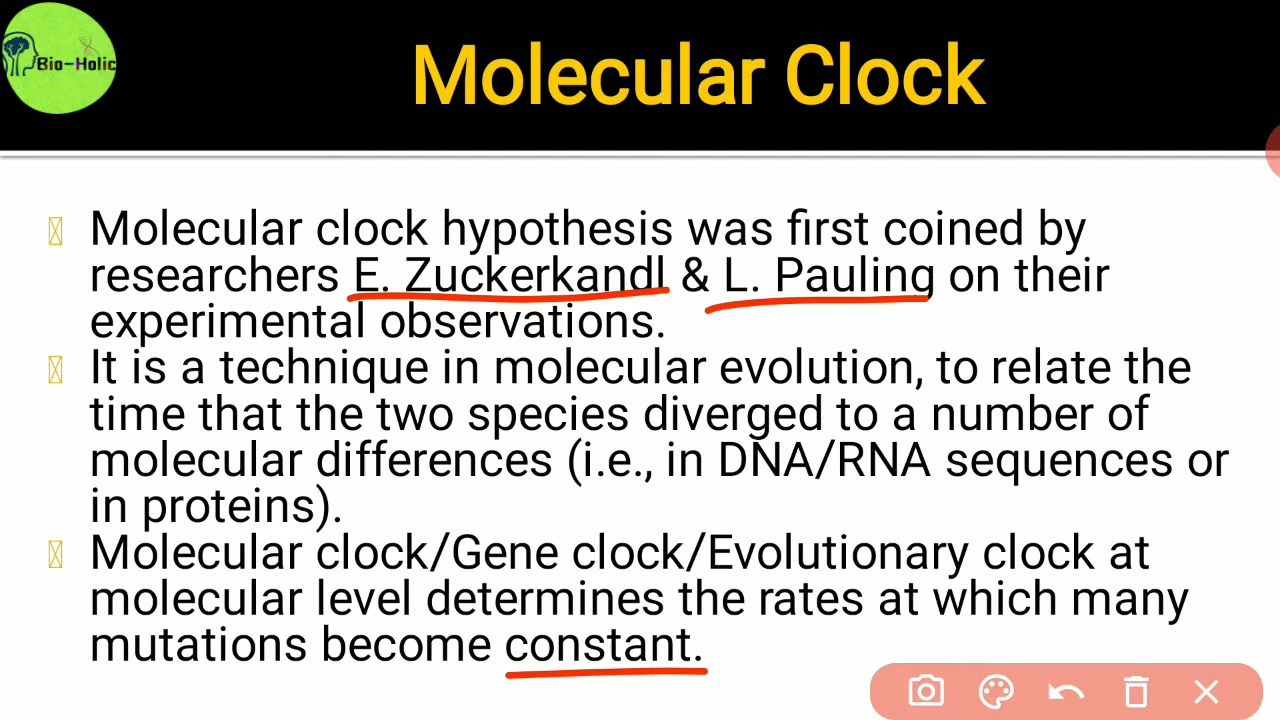 Bio-Holic
Molecular Clock
Molecular clock hypothesis was first coined by
researchers E. Zuckerkandl & L. Pauling on their
experimental observations.
It is a technique in molecular evolution, to relate the
time that the two species diverged to a number of
molecular differences (i.e., in DNA/RNA sequences or
in proteins).
Molecular clock/Gene clock/Evolutionary clock at
molecular level determines the rates at which many
mutations become constant.